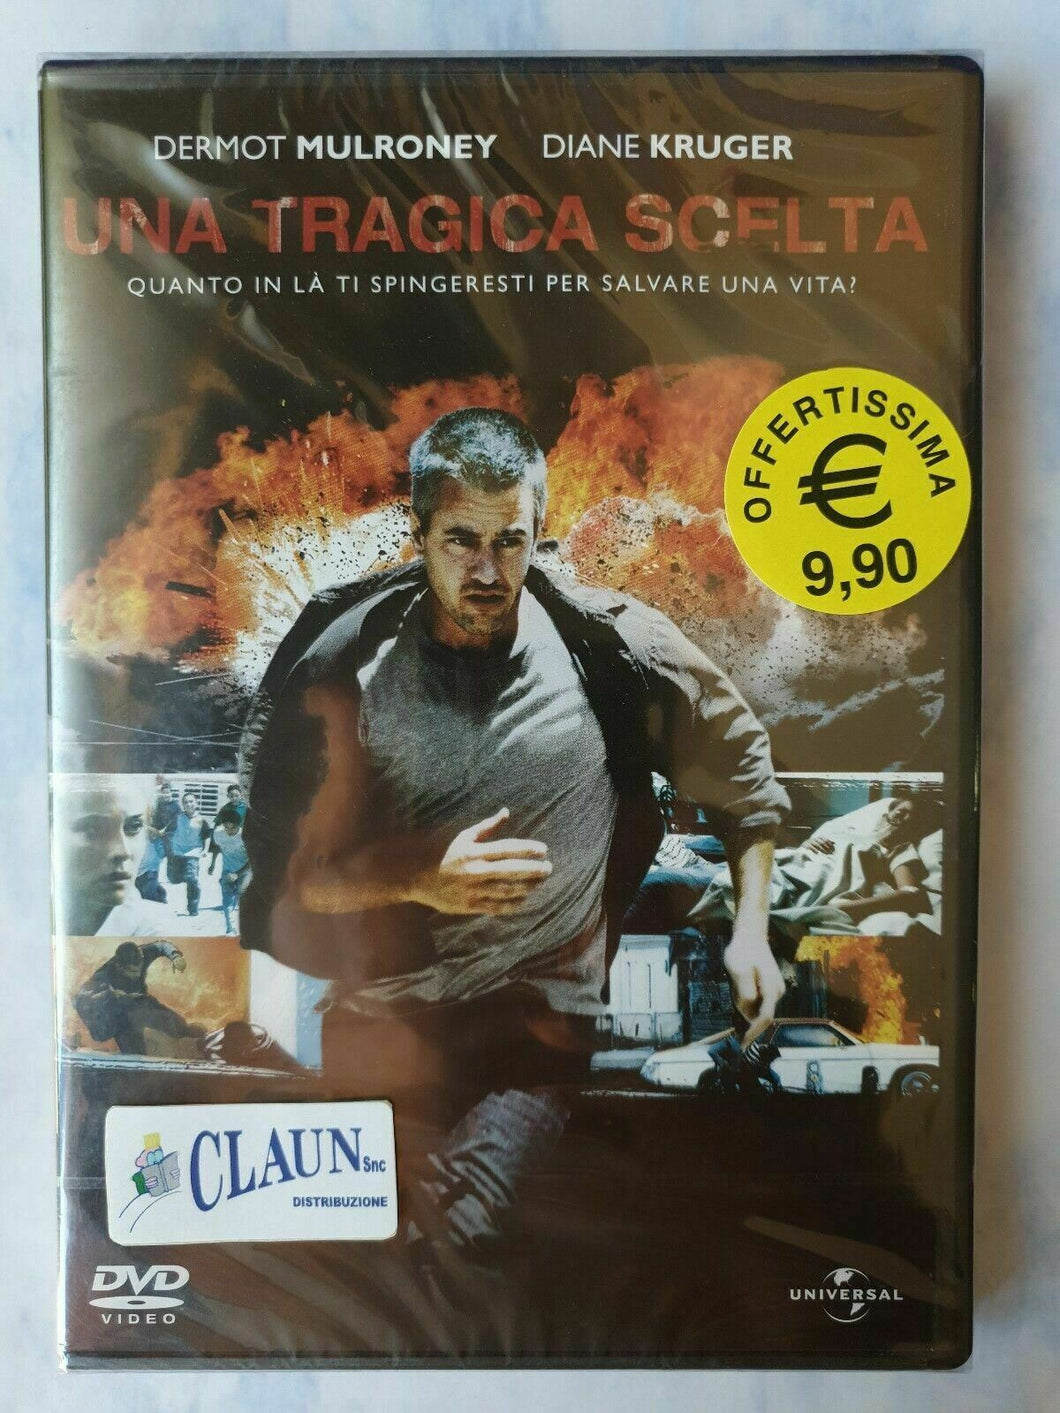 DERMOT MULRONEY DIANE KRUGER
UNA TRAGICA SCELTA
QUANTO IN LÀ TI SPINGERESTI PER SALVARE UNA VITA?
OFFERTISSIMA
€
9,90
CLAUN Snc
DISTRIBUZIONE
DVD
VIDEO
UNIVERSAL